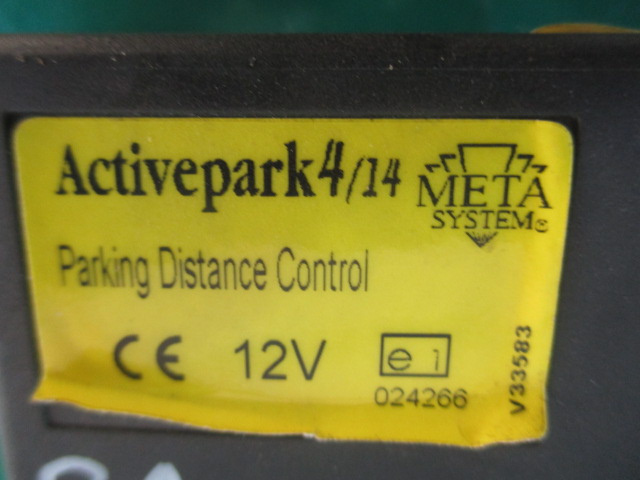 Activepark4/14
META
SYSTEM®
Parking Distance Control
CE 12V e1
024266
V33583